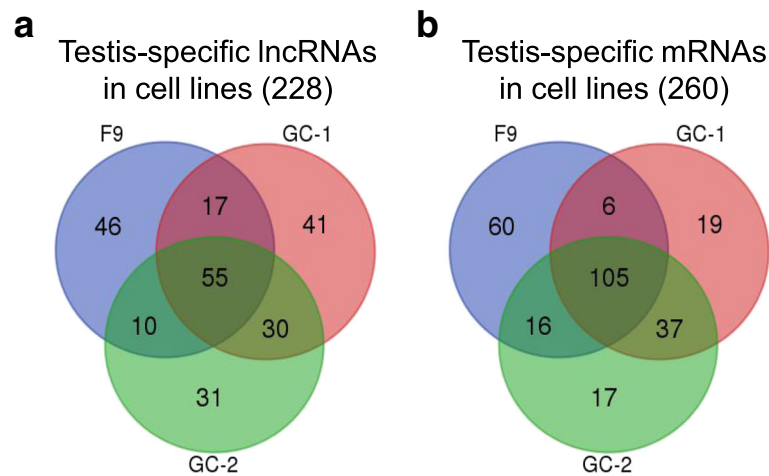 a
Testis-specific lncRNAs
in cell lines (228)
F9
GC-1
46
17
41
55
10
30
31
GC-2
b
Testis-specific mRNAs
in cell lines (260)
F9
GC-1
60
6
19
105
16
37
17
GC-2